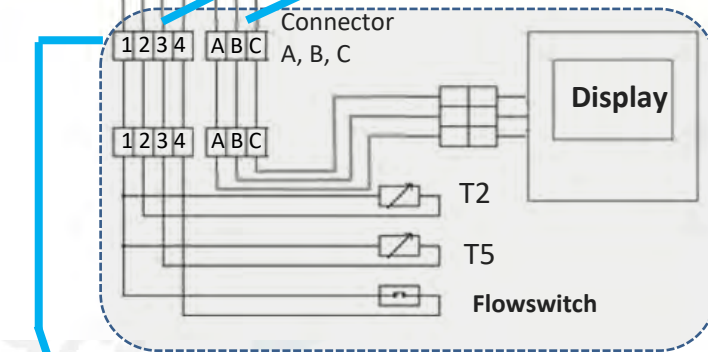 Connector
1 2 3 4 A B C A, B, C
Display
1 2 3 4 A B C
T2
T5
Flowswitch